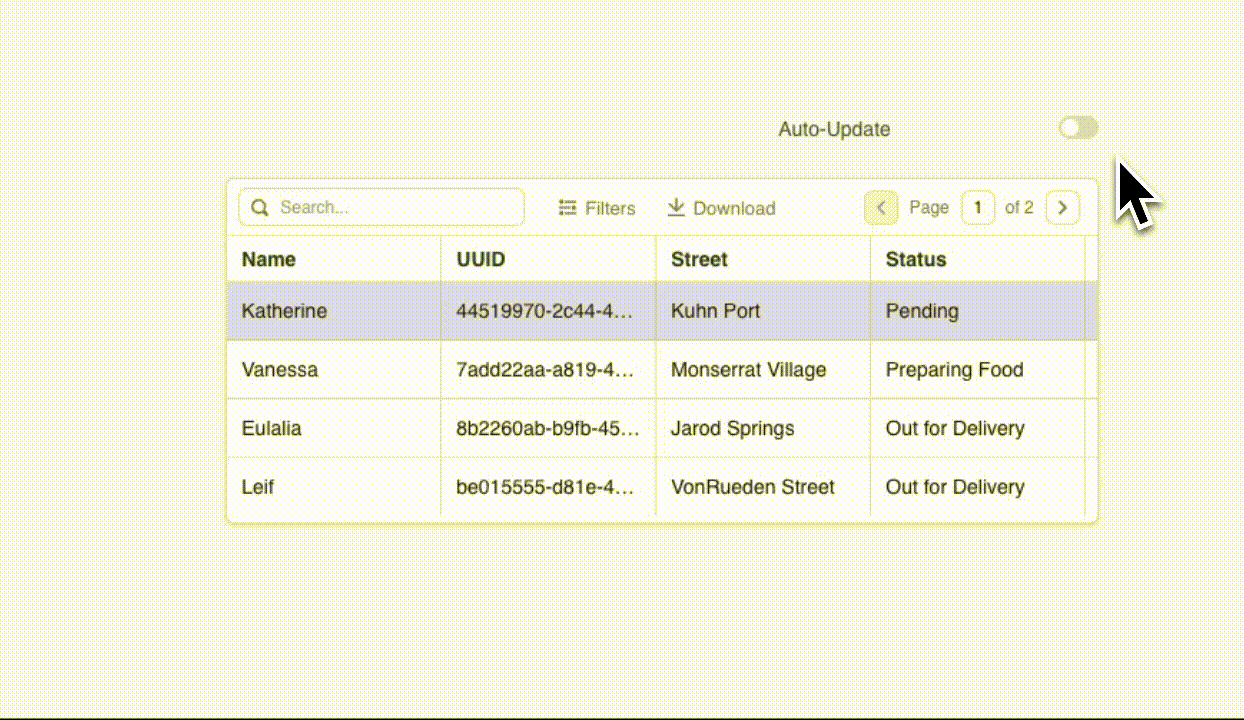 Auto-Update
Search... Filters Download Page 1 of 2
Name UUID Street Status
Katherine 44519970-2c44-4... Kuhn Port Pending
Vanessa 7add22aa-a819-4... Monserrat Village Preparing Food
Eulalia 8b2260ab-b9fb-45... Jarod Springs Out for Delivery
Leif be015555-d81e-4... VonRueden Street Out for Delivery